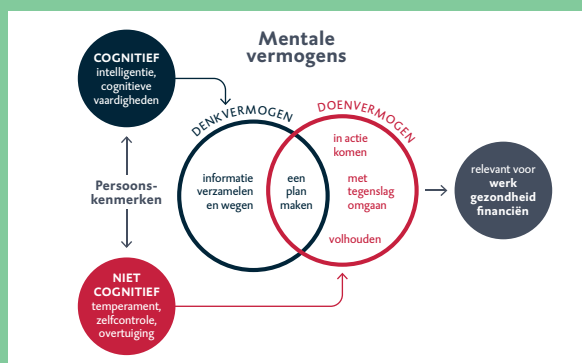 Mentale
vermogens
COGNITIEF
intelligentie,
cognitieve
vaardigheden
DENKVERMOGEN
DOENVERMOGEN
in actie
komen
informatie
verzamelen
en wegen
een
plan
maken
met
tegenslag
omgaan
volhouden
relevant voor
werk
gezondheid
financiën
Persoons-
kenmerken
NIET
COGNITIEF
temperament,
zelfcontrole,
overtuiging